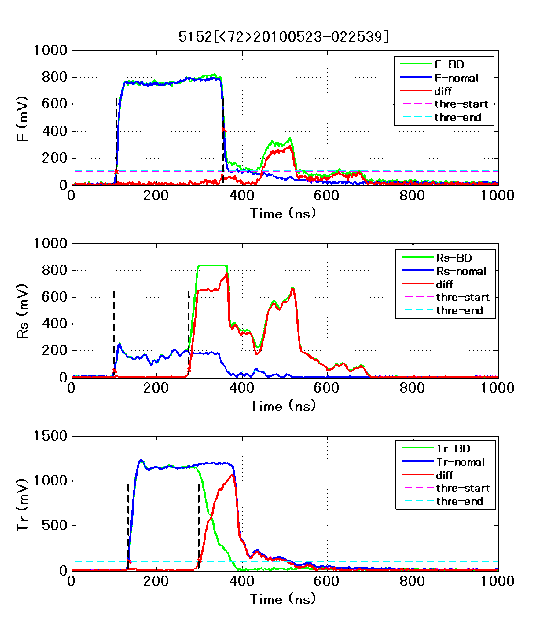 5152[<72>20100523-022539]
1000
800
600
400
200
0
F (mV)
F-BD
F-nomal
diff
thre-start
thre-end
0 200 400 600 800 1000
Time (ns)
1000
800
600
400
200
0
Rs (mV)
Rs-BD
Rs-nomal
diff
thre-start
thre-end
0 200 400 600 800 1000
Time (ns)
1500
1000
500
0
Tr (mV)
Tr-BD
Tr-nomal
diff
thre-start
thre-end
0 200 400 600 800 1000
Time (ns)